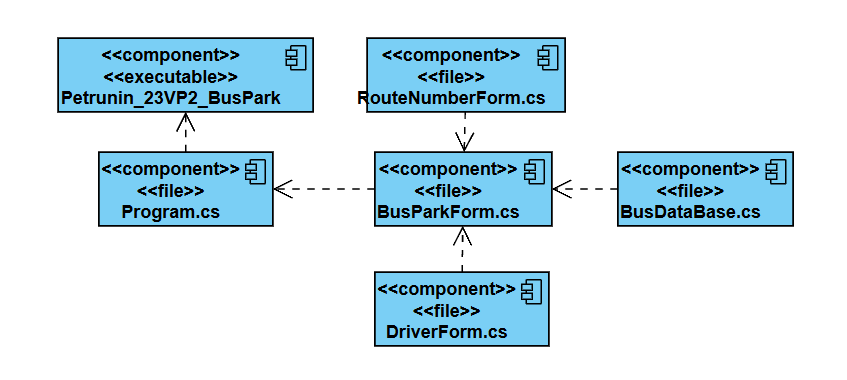 <<component>>
<<executable>>
Petrunin_23VP2_BusPark
<<component>>
<<file>>
RouteNumberForm.cs
<<component>>
<<file>>
Program.cs
<<component>>
<<file>>
BusParkForm.cs
<<component>>
<<file>>
BusDataBase.cs
<<component>>
<<file>>
DriverForm.cs